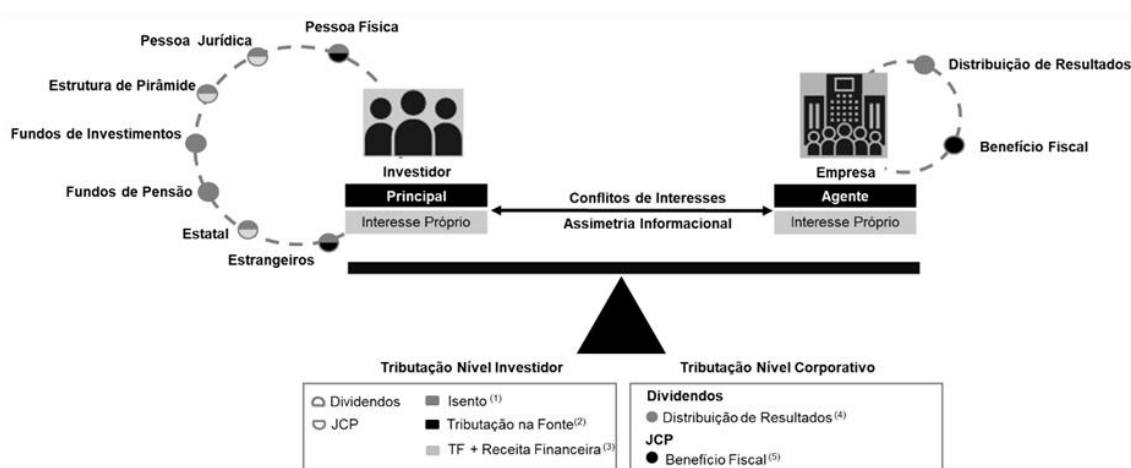 Pessoa Física
Pessoa Jurídica
Estrutura de Pirâmide
Fundos de Investimentos
Fundos de Pensão
Estatal
Estrangeiros
Investidor
Principal
Interesse Próprio
Conflitos de Interesses
Assimetria Informacional
Distribuição de Resultados
Benefício Fiscal
Empresa
Agente
Interesse Próprio
Tributação Nível Investidor
Dividendos
JCP
Isento (1)
Tributação na Fonte(2)
TF + Receita Financeira(3)
Tributação Nível Corporativo
Dividendos
Distribuição de Resultados(4)
JCP
Benefício Fiscal(5)